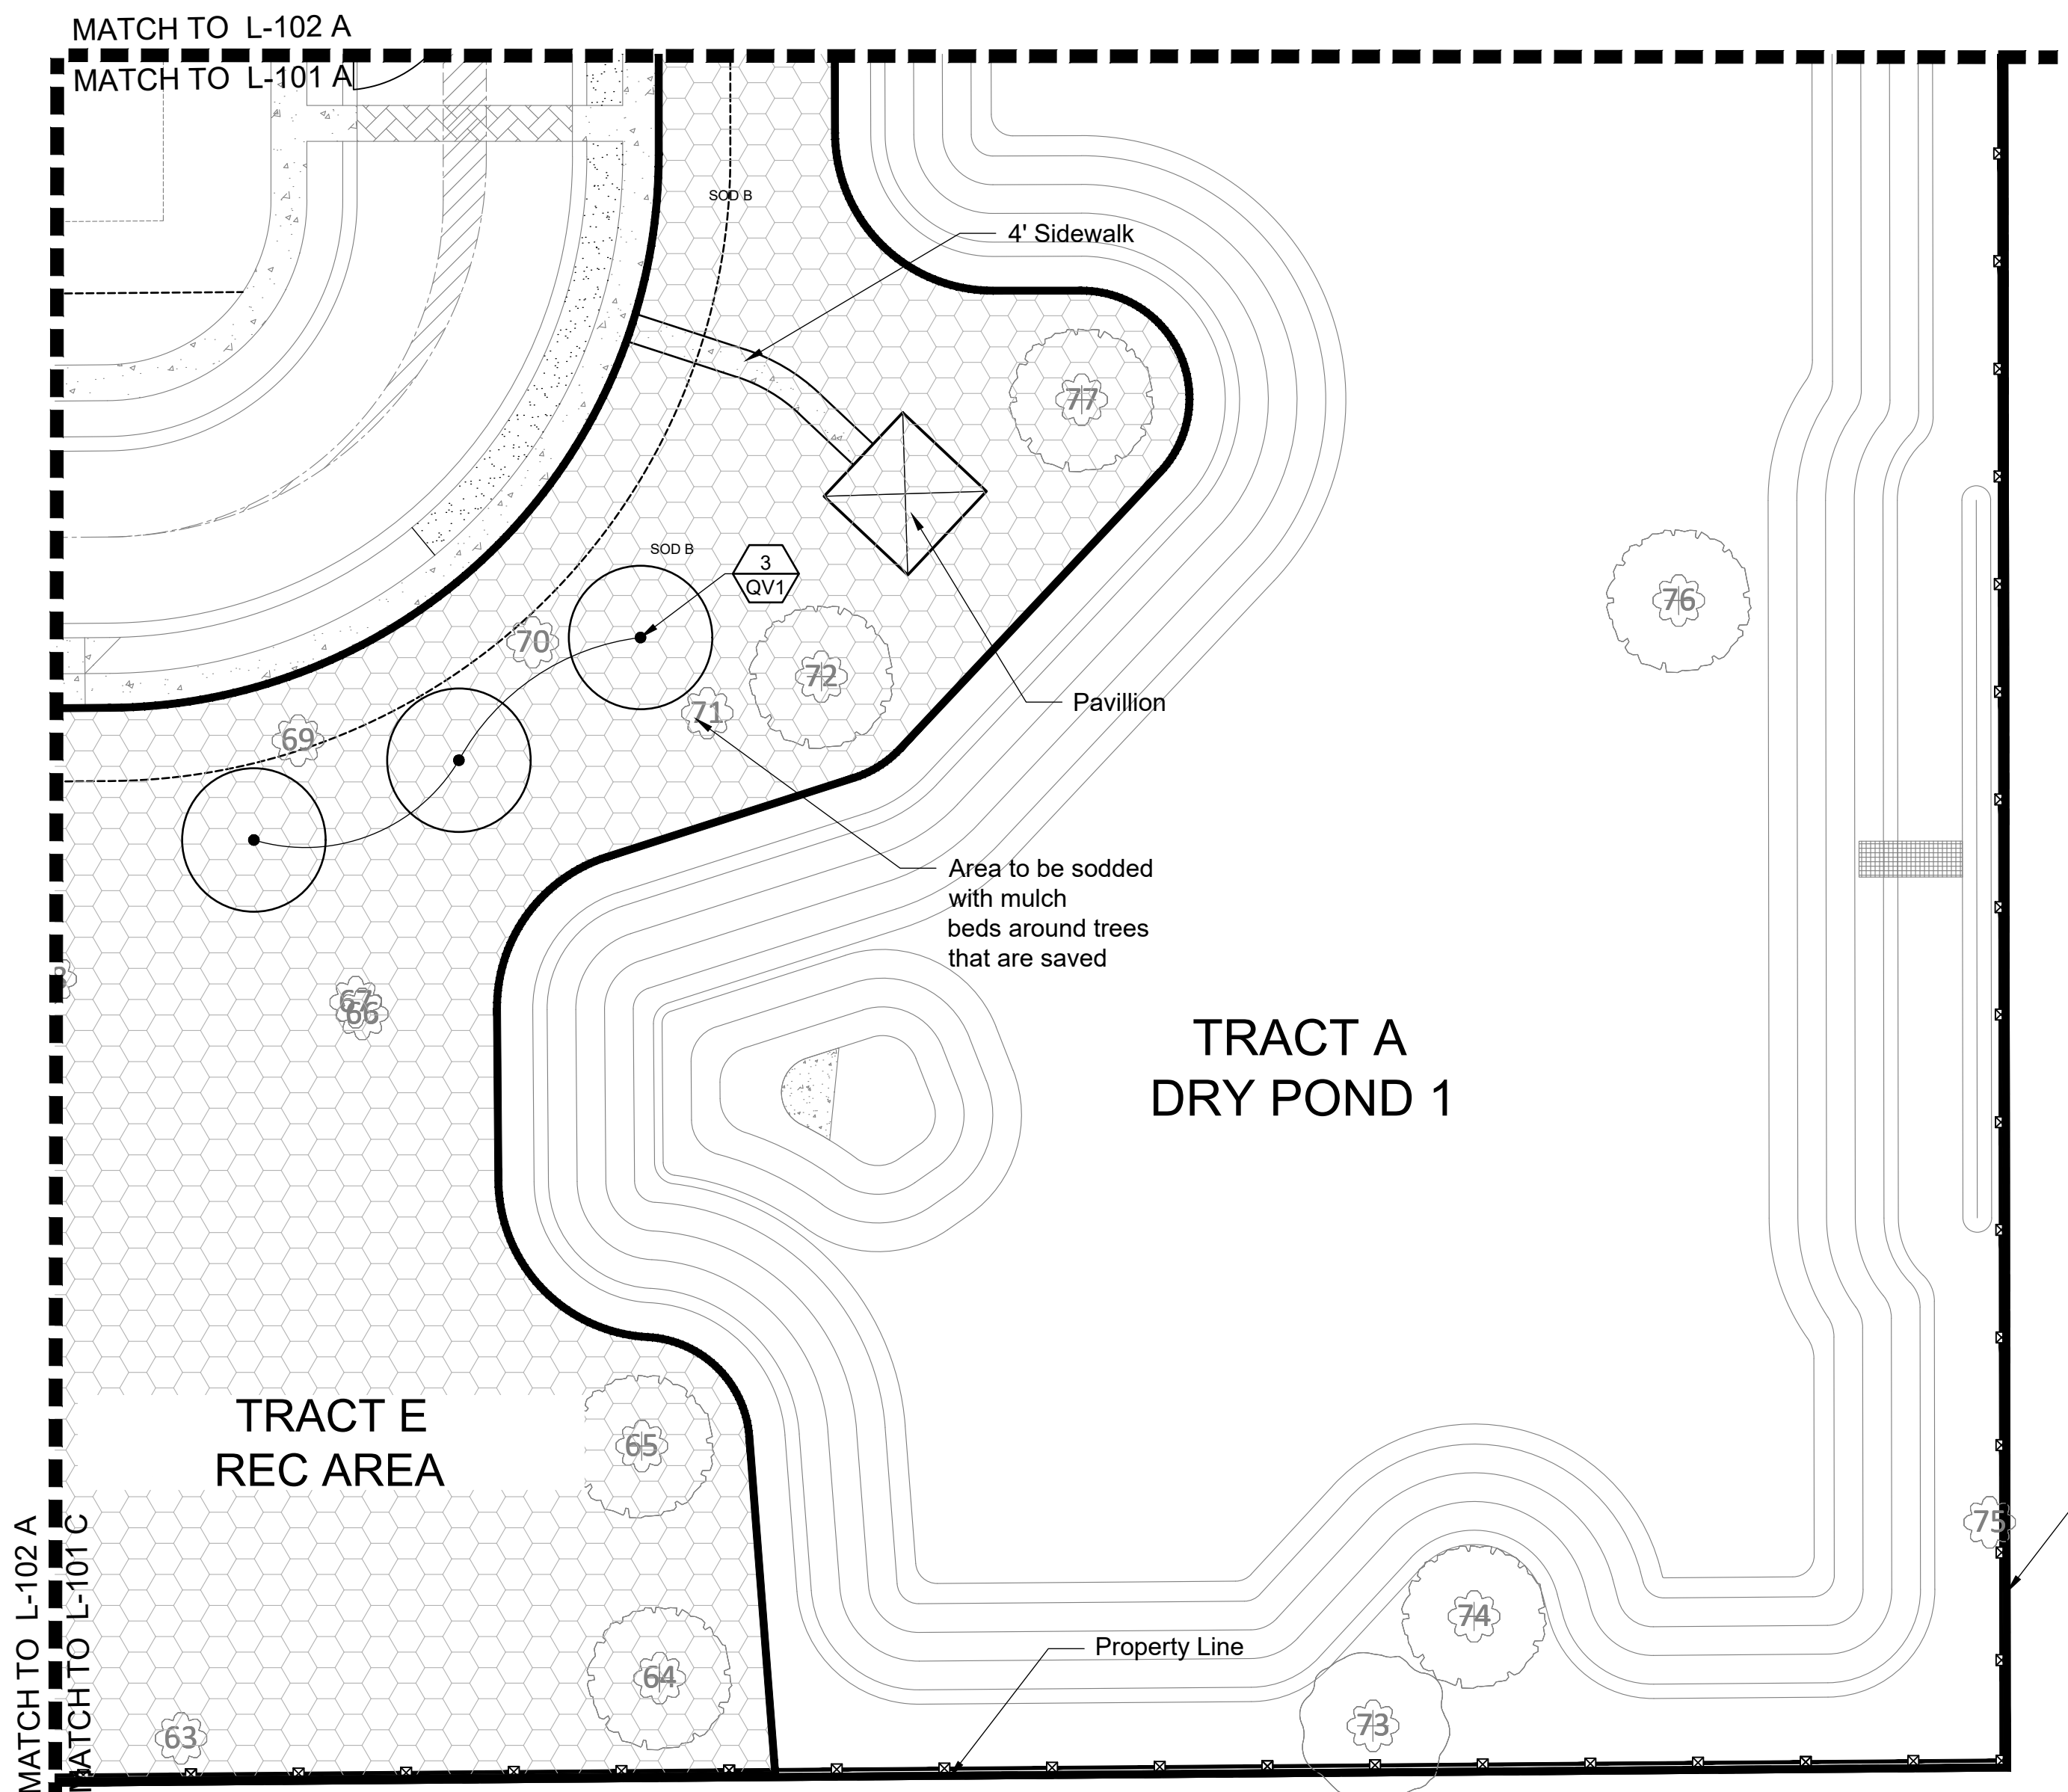 MATCH TO L-102 A
MATCH TO L-101 A
SOD B
4' Sidewalk
77
SOD B
3
QV1
76
70
72
71
Pavillion
69
Area to be sodded
with mulch
beds around trees
that are saved
67
66
TRACT A
DRY POND 1
TRACT E
REC AREA
65
75
MATCH TO L-102 A
MATCH TO L-101 C
74
Property Line
64
73
63